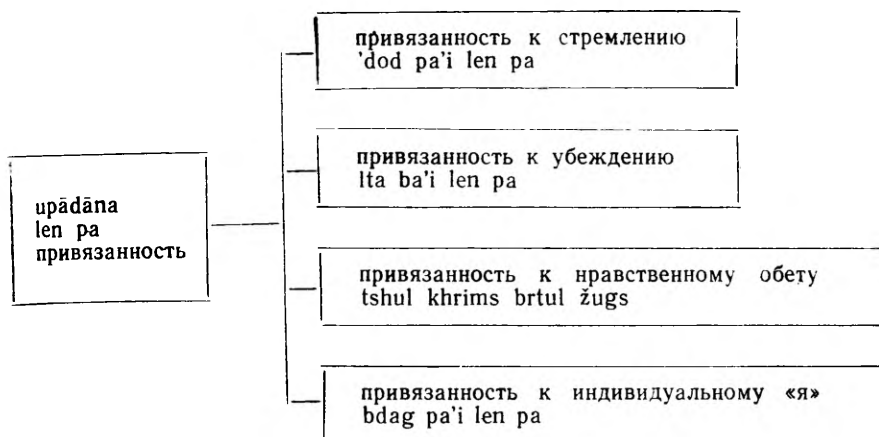 upādāna
len pa
привязанность
привязанность к стремлению
'dod pa'i len pa
привязанность к убеждению
lta ba'i len pa
привязанность к нравственному обету
tshul khrims brtul žugs
привязанность к индивидуальному «я»
bdag pa'i len pa